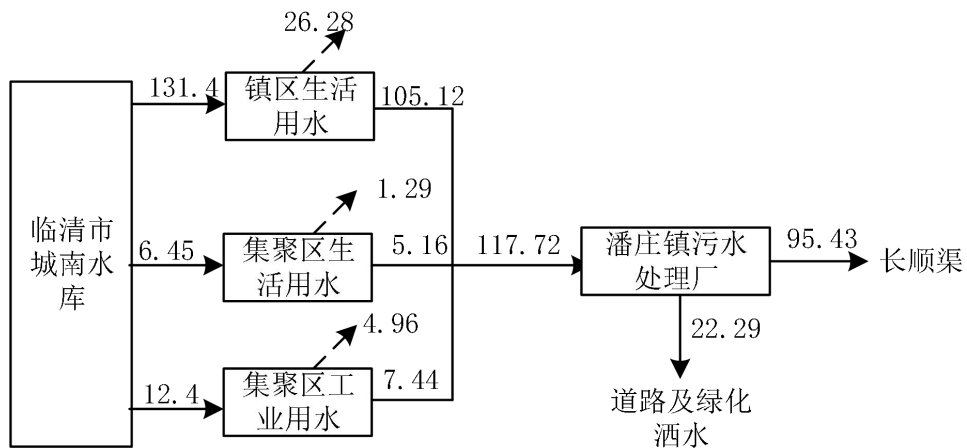 26.28
131.4
镇区生活
用水
105.12
1.29
临清市
城南水
库
6.45
集聚区生
活用水
5.16
117.72
潘庄镇污水
处理厂
95.43
长顺渠
4.96
22.29
12.4
集聚区工
业用水
7.44
道路及绿化
洒水